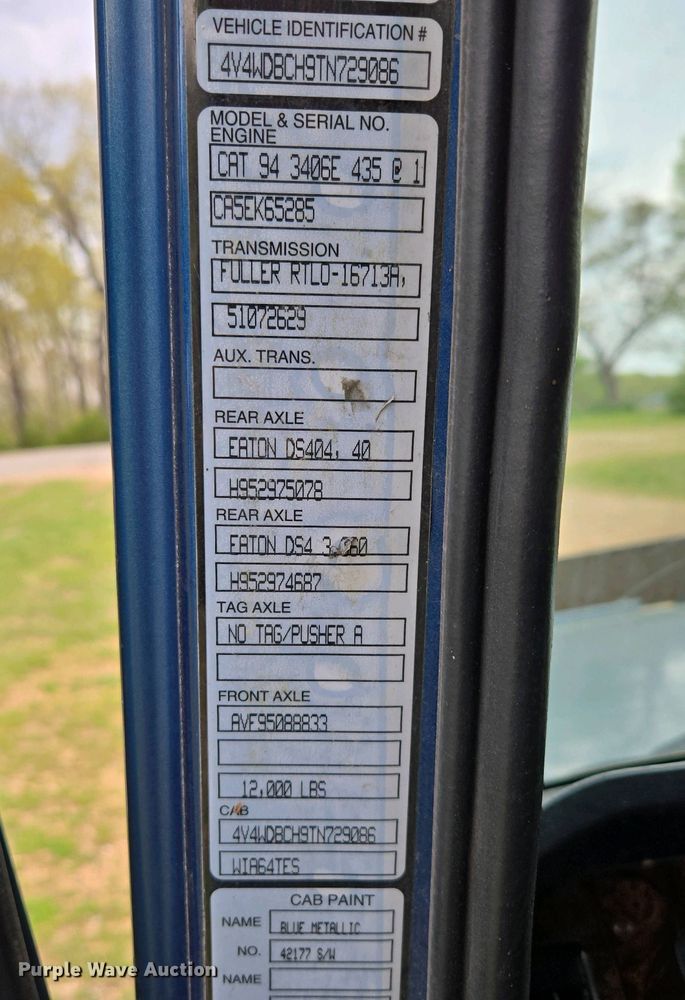 VEHICLE IDENTIFICATION #
4V4WDBCH9TN729086
MODEL & SERIAL NO.
ENGINE
CAT 94 3406E 435 @ 1
CA5EK65285
TRANSMISSION
FULLER RTLO-16713A,
51072629
AUX. TRANS.
REAR AXLE
EATON DS404, 40
H952975078
REAR AXLE
EATON DS4 3.360
H952974687
TAG AXLE
NO TAG/PUSHER A
FRONT AXLE
AVF95088833
12,000 LBS
CAB
4V4WDBCH9TN729086
WIA64TES
CAB PAINT
NAME BLUE METALLIC
NO. 42177 S/W
NAME
Purple Wave Auction